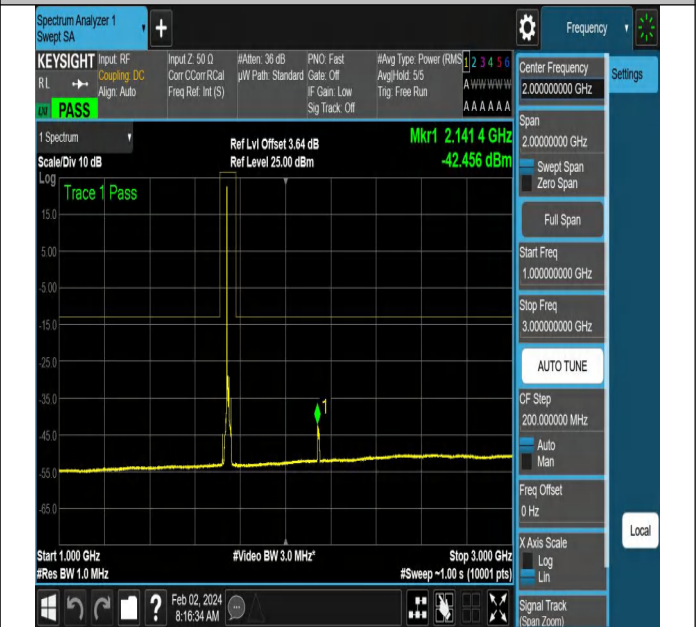 Spectrum Analyzer 1
Swept SA
+
Frequency
KEYSIGHT
RL
Input: RF
Coupling: DC
Align: Auto
Input Z: 50 Ω
Corr CCorr RCal
Freq Ref: Int (S)
#Atten: 36 dB
µW Path: Standard
PNO: Fast
Gate: Off
IF Gain: Low
Sig Track: Off
#Avg Type: Power (RMS)
Avg|Hold: 5/5
Trig: Free Run
1 2 3 4 5 6
A W W W W W
A A A A A A
PASS
1 Spectrum
Scale/Div 10 dB
Ref Lvl Offset 3.64 dB
Ref Level 25.00 dBm
Mkr1 2.141 4 GHz
-42.456 dBm
Log
Trace 1 Pass
15.0
5.00
-5.00
-15.0
-25.0
-35.0
-45.0
-55.0
-65.0
1
Start 1.000 GHz
#Res BW 1.0 MHz
#Video BW 3.0 MHz*
Stop 3.000 GHz
#Sweep ~1.00 s (10001 pts)
Feb 02, 2024
8:16:34 AM
?
Center Frequency
2.000000000 GHz
Settings
Span
2.00000000 GHz
Swept Span
Zero Span
Full Span
Start Freq
1.000000000 GHz
Stop Freq
3.000000000 GHz
AUTO TUNE
CF Step
200.000000 MHz
Auto
Man
Freq Offset
0 Hz
X Axis Scale
Log
Lin
Local
Signal Track
(Span Zoom)